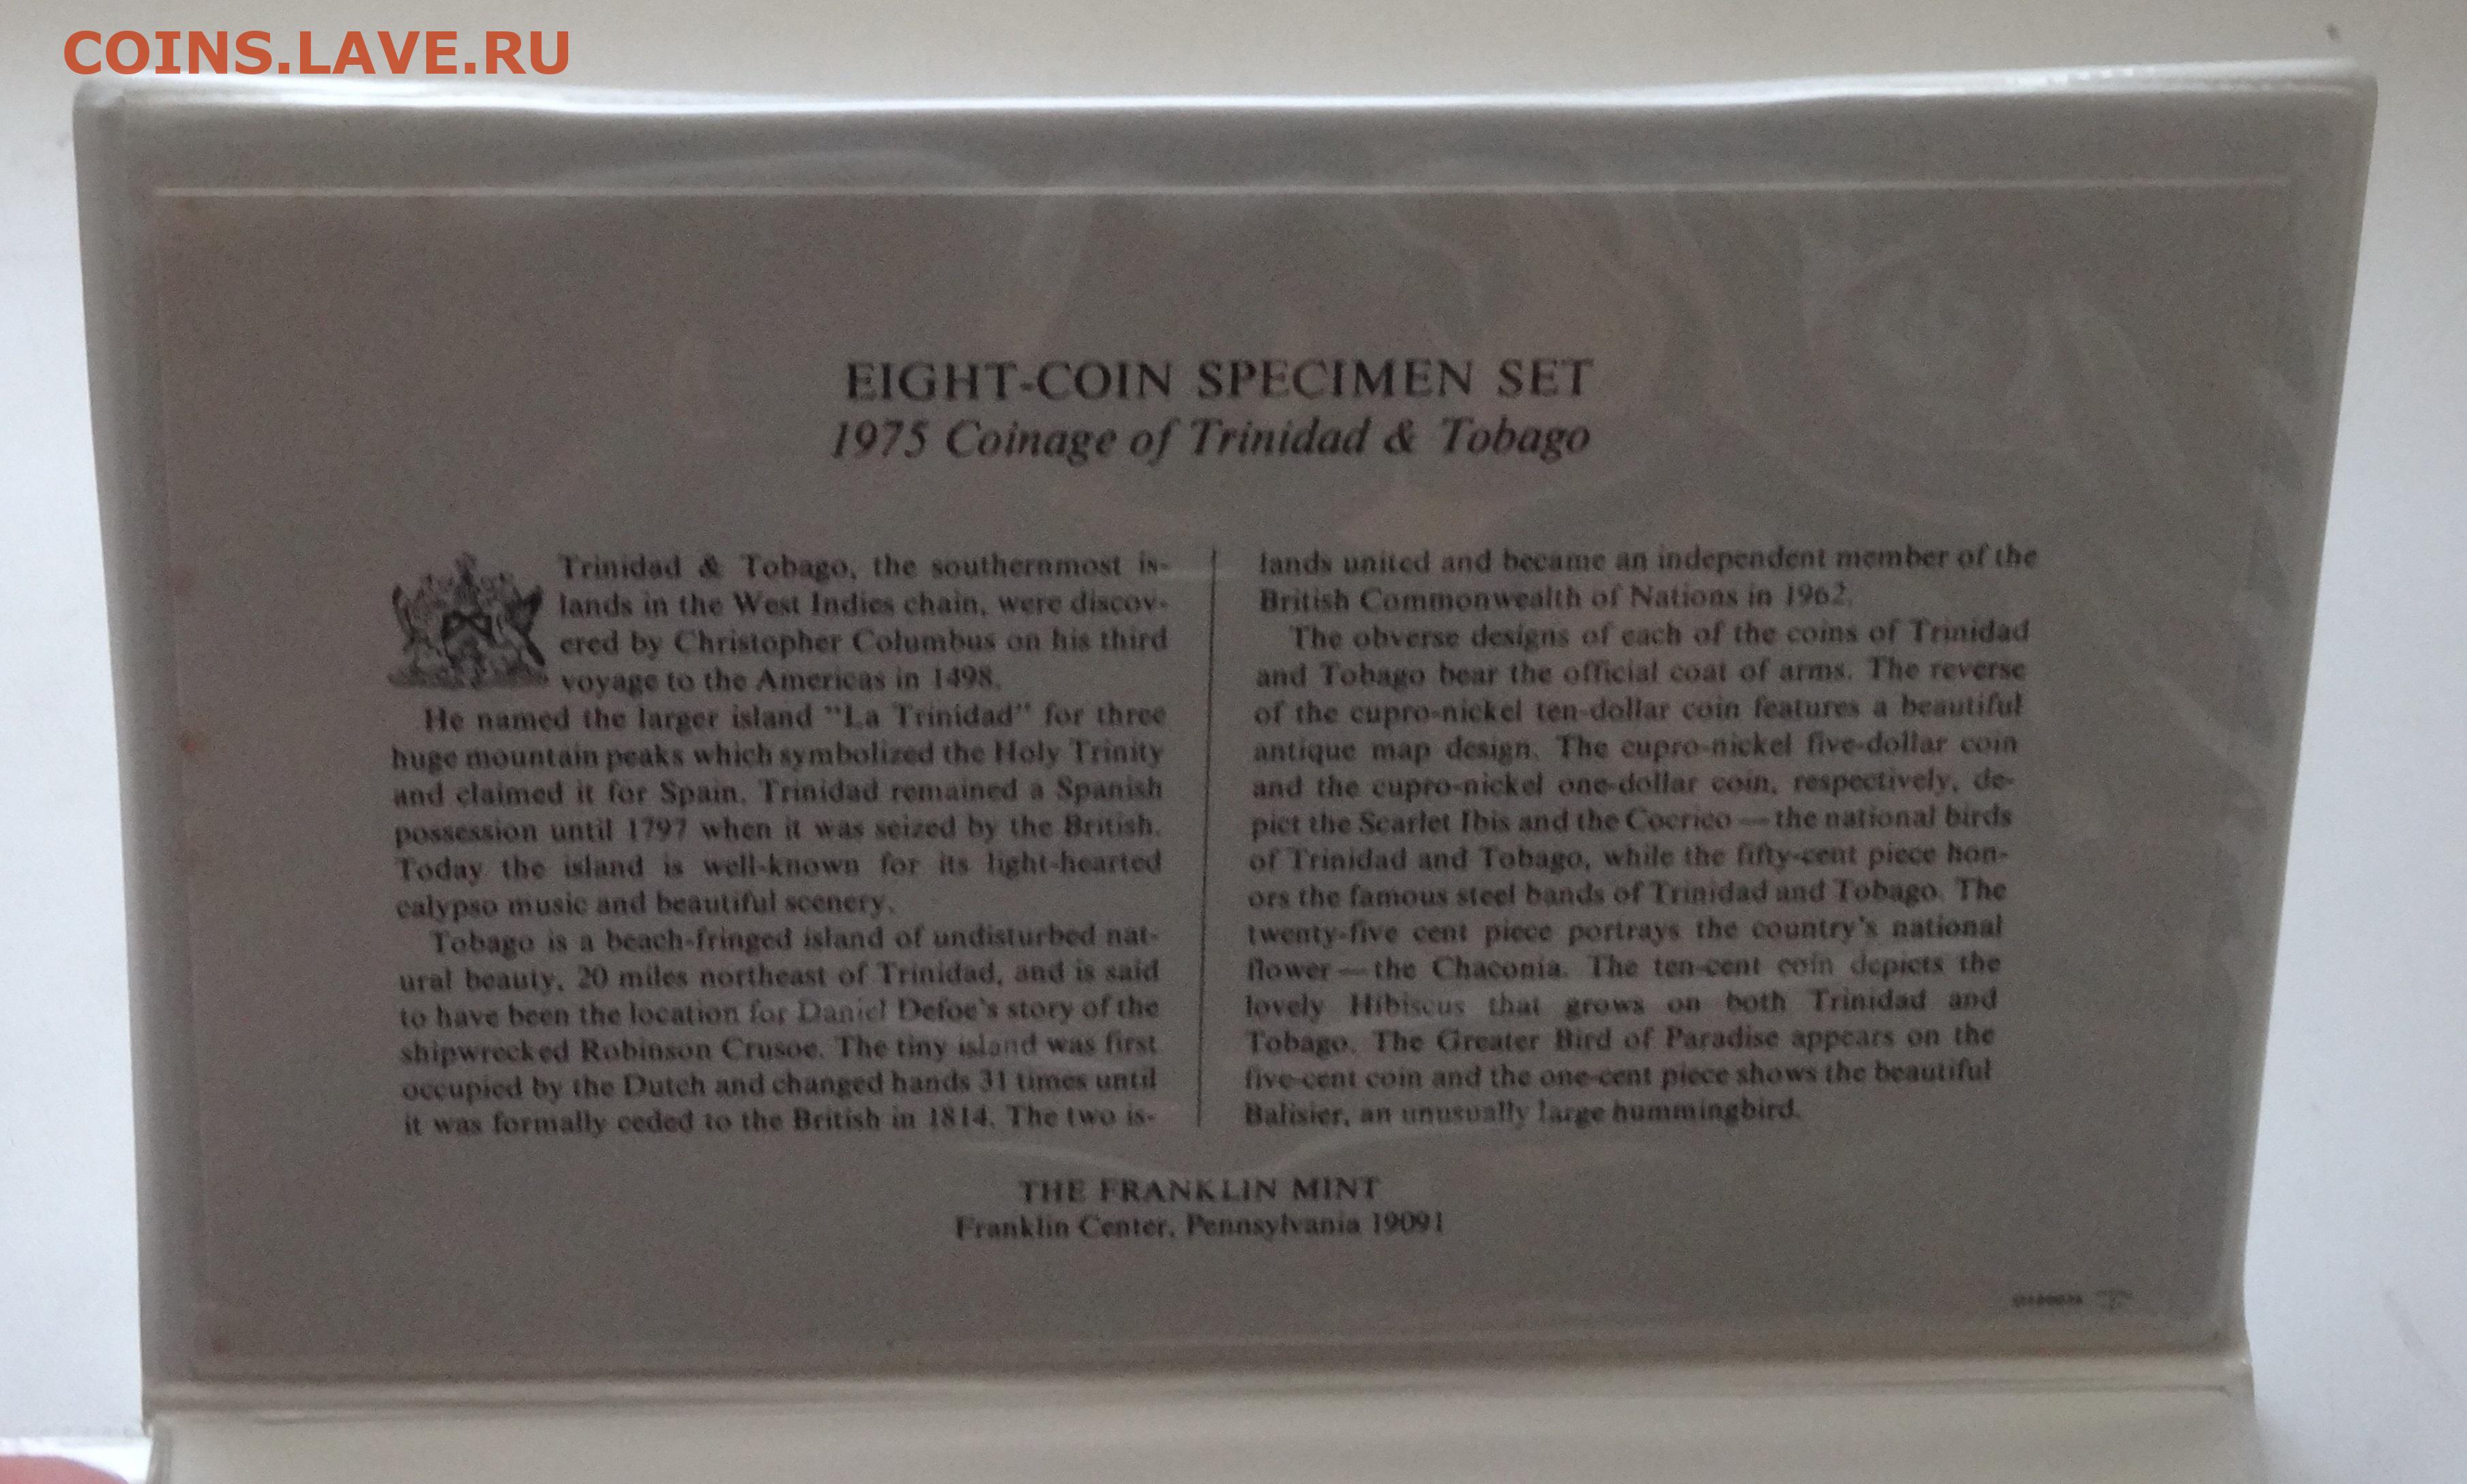 COINS.LAVE.RU
EIGHT-COIN SPECIMEN SET
1975 Coinage of Trinidad & Tobago
Trinidad & Tobago, the southernmost is-
lands in the West Indies chain, were discov-
ered by Christopher Columbus on his third
voyage to the Americas in 1498.
He named the larger island "La Trinidad" for three
huge mountain peaks which symbolized the Holy Trinity
and claimed it for Spain. Trinidad remained a Spanish
possession until 1797 when it was seized by the British.
Today the island is well-known for its light-hearted
calypso music and beautiful scenery.
Tobago is a beach-fringed island of undisturbed nat-
ural beauty, 20 miles northeast of Trinidad, and is said
to have been the location for Daniel Defoe's story of the
shipwrecked Robinson Crusoe. The tiny island was first
occupied by the Dutch and changed hands 31 times until
it was formally ceded to the British in 1814. The two is-
lands united and became an independent member of the
British Commonwealth of Nations in 1962.
The obverse designs of each of the coins of Trinidad
and Tobago bear the official coat of arms. The reverse
of the cupro-nickel ten-dollar coin features a beautiful
antique map design. The cupro-nickel five-dollar coin
and the cupro-nickel one-dollar coin, respectively, de-
pict the Scarlet Ibis and the Cocrico — the national birds
of Trinidad and Tobago, while the fifty-cent piece hon-
ors the famous steel bands of Trinidad and Tobago. The
twenty-five cent piece portrays the country's national
flower — the Chaconia. The ten-cent coin depicts the
lovely Hibiscus that grows on both Trinidad and
Tobago. The Greater Bird of Paradise appears on the
five-cent coin and the one-cent piece shows the beautiful
Balisier, an unusually large hummingbird.
THE FRANKLIN MINT
Franklin Center, Pennsylvania 19091